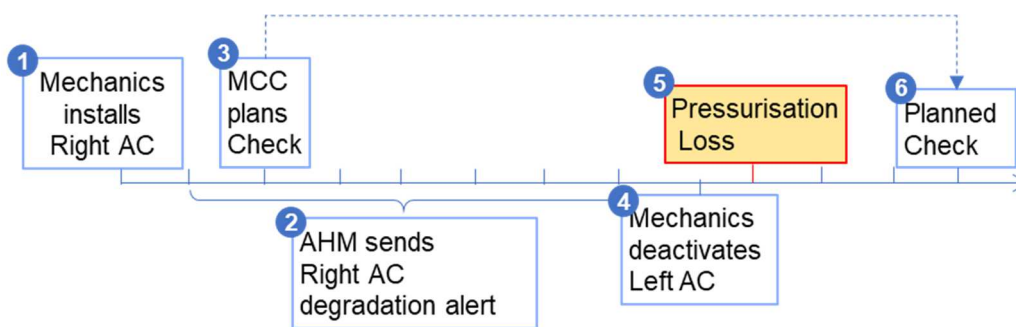 1
Mechanics
installs
Right AC
3
MCC
plans
Check
5
Pressurisation
Loss
6
Planned
Check
2
AHM sends
Right AC
degradation alert
4
Mechanics
deactivates
Left AC